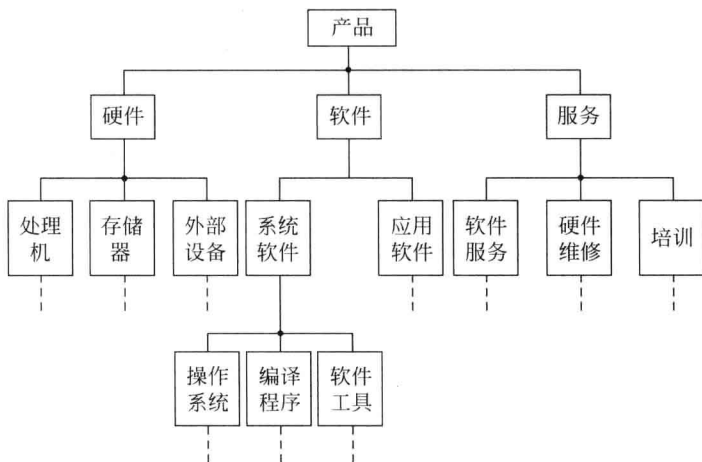 产品
硬件
软件
服务
处理
机
存储
器
外部
设备
系统
软件
应用
软件
软件
服务
硬件
维修
培训
操作
系统
编译
程序
软件
工具